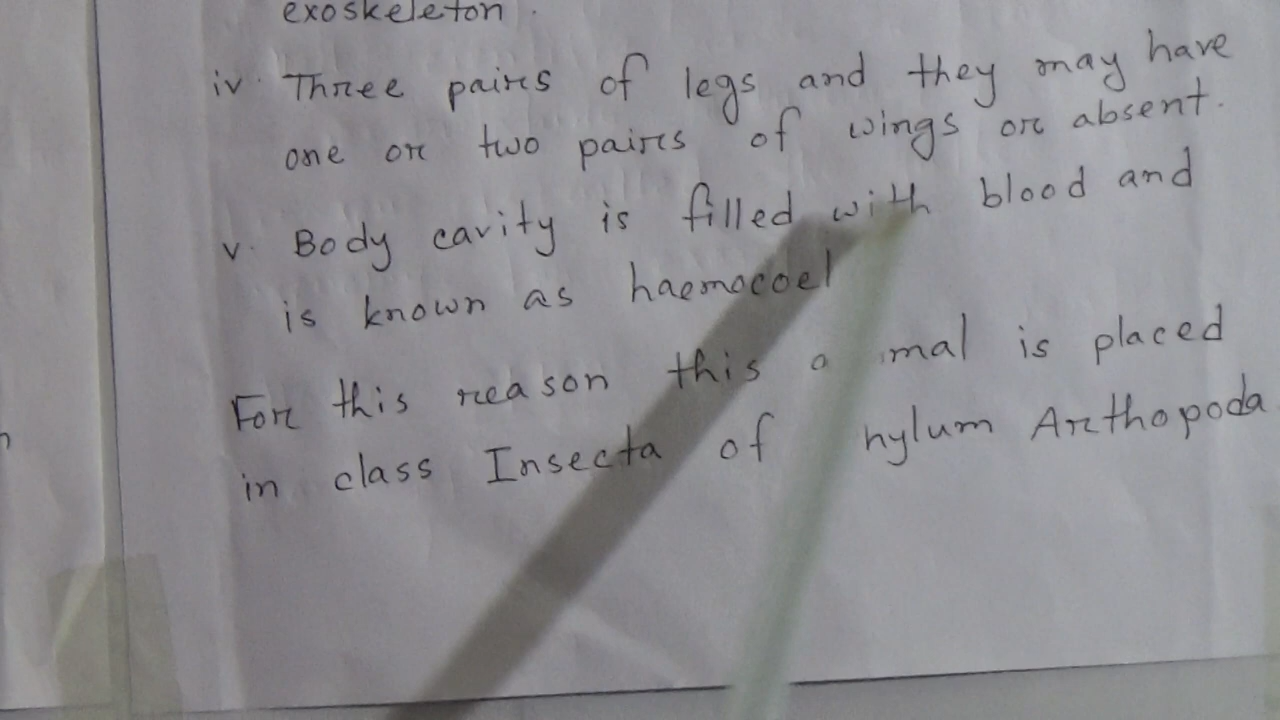 exoskeleton.
iv. Three pairs of legs and they may have
one or two pairs of wings or absent.
v. Body cavity is filled with blood and
is known as haemocoel
For this reason this a mal is placed
in class Insecta of hylum Arthopoda